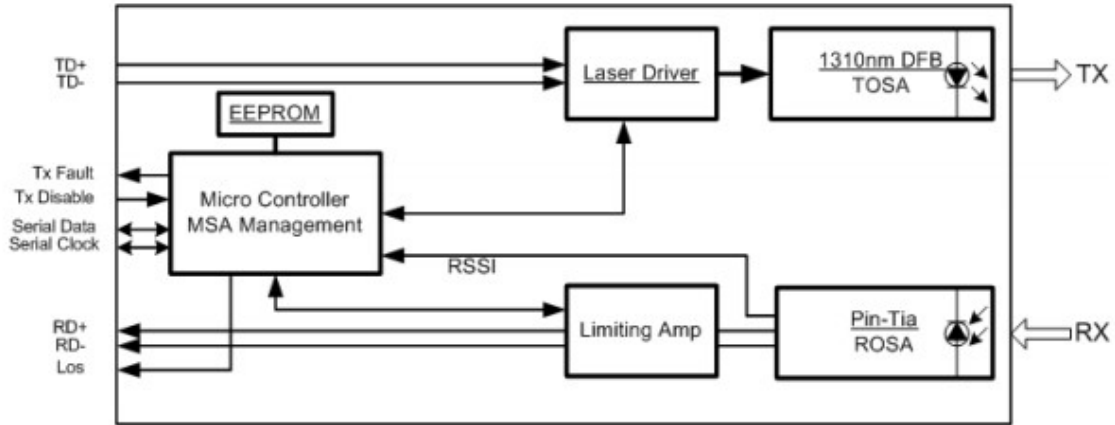 TD+
TD-
Laser Driver
1310nm DFB
TOSA
TX
EEPROM
Tx Fault
Tx Disable
Serial Data
Serial Clock
Micro Controller
MSA Management
RSSI
RD+
RD-
Los
Limiting Amp
Pin-Tia
ROSA
RX